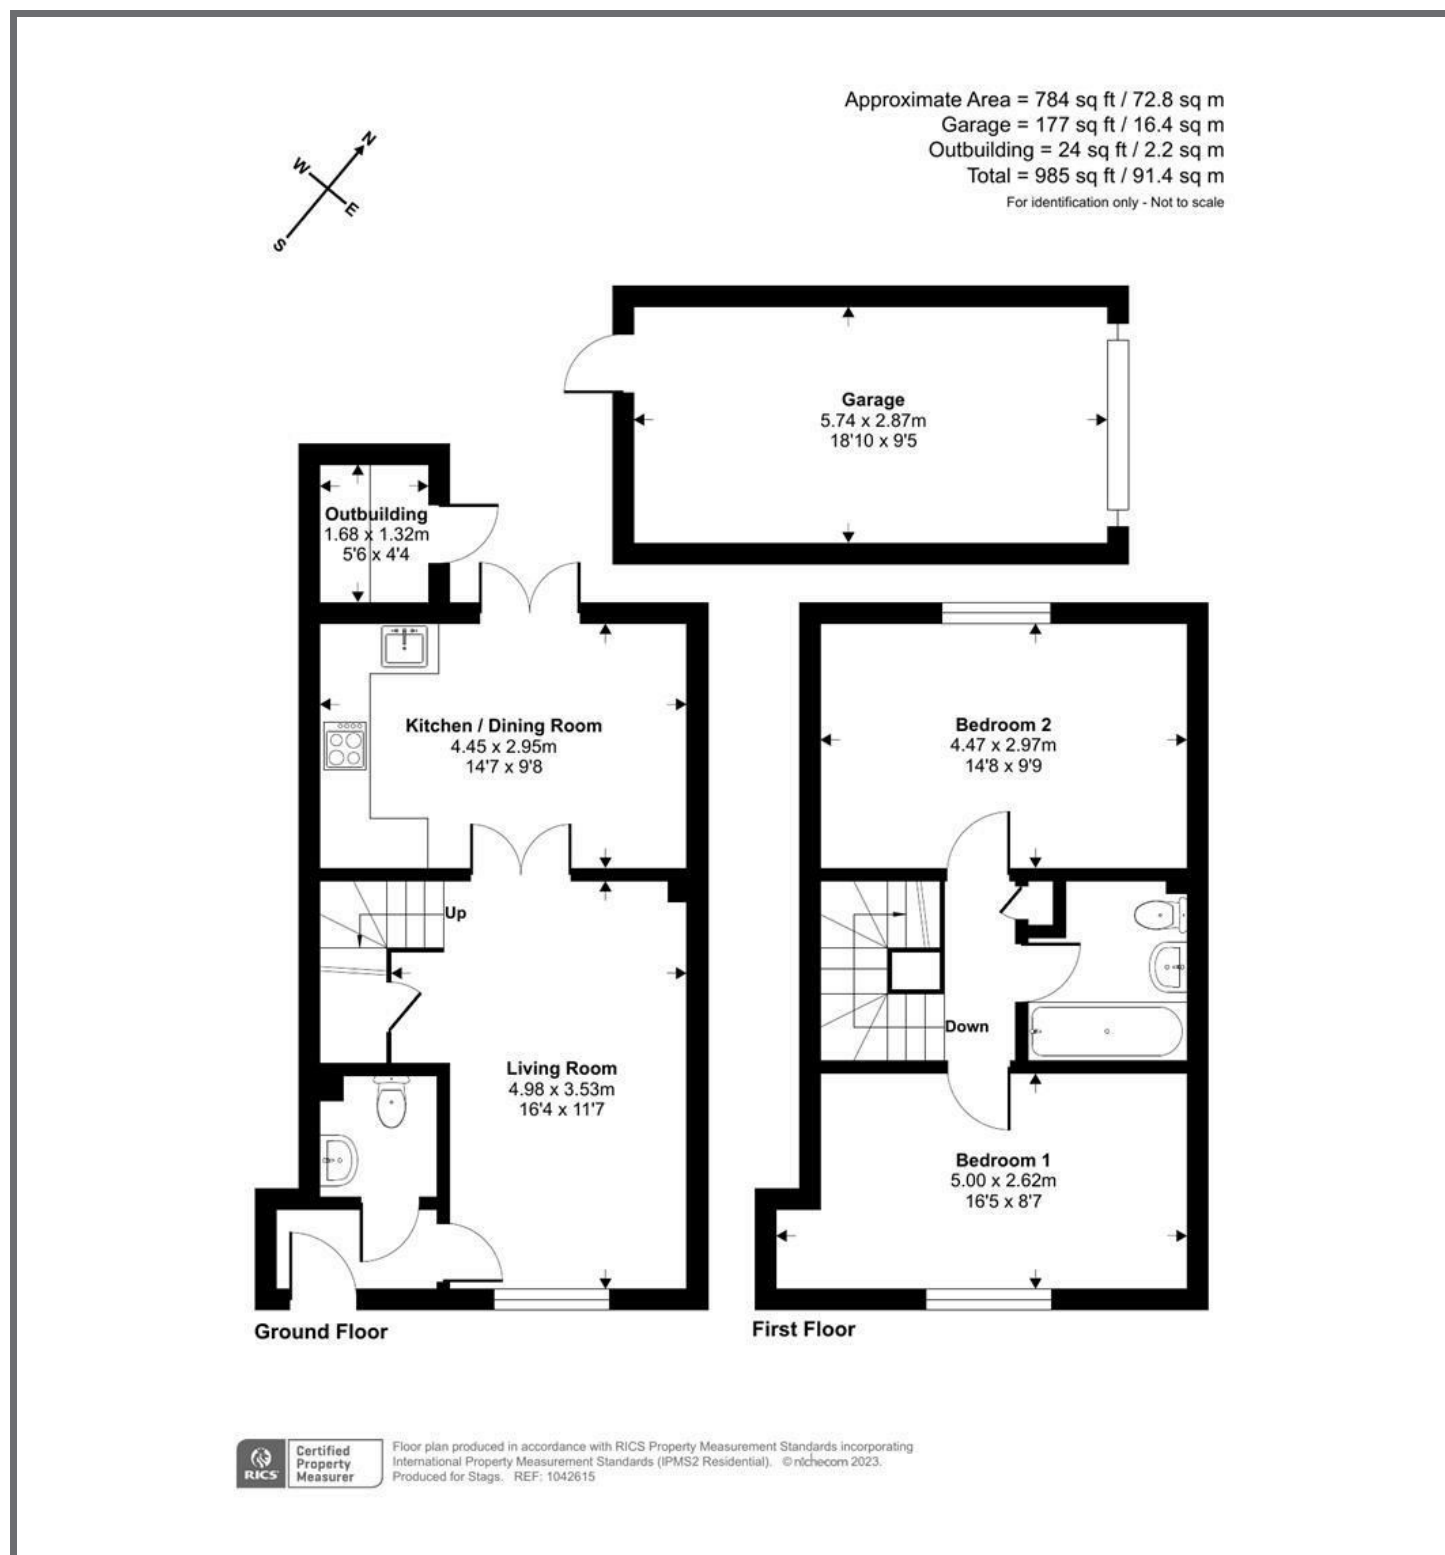 Approximate Area = 784 sq ft / 72.8 sq m
Garage = 177 sq ft / 16.4 sq m
Outbuilding = 24 sq ft / 2.2 sq m
Total = 985 sq ft / 91.4 sq m
For identification only - Not to scale
N
W
E
S
Garage
5.74 x 2.87m
18'10 x 9'5
Outbuilding
1.68 x 1.32m
5'6 x 4'4
Kitchen / Dining Room
4.45 x 2.95m
14'7 x 9'8
Bedroom 2
4.47 x 2.97m
14'8 x 9'9
Up
Down
Living Room
4.98 x 3.53m
16'4 x 11'7
Bedroom 1
5.00 x 2.62m
16'5 x 8'7
Ground Floor
First Floor
RICS
Certified
Property
Measurer
Floor plan produced in accordance with RICS Property Measurement Standards incorporating
International Property Measurement Standards (IPMS2 Residential). © nichecom 2023.
Produced for Stags. REF: 1042615